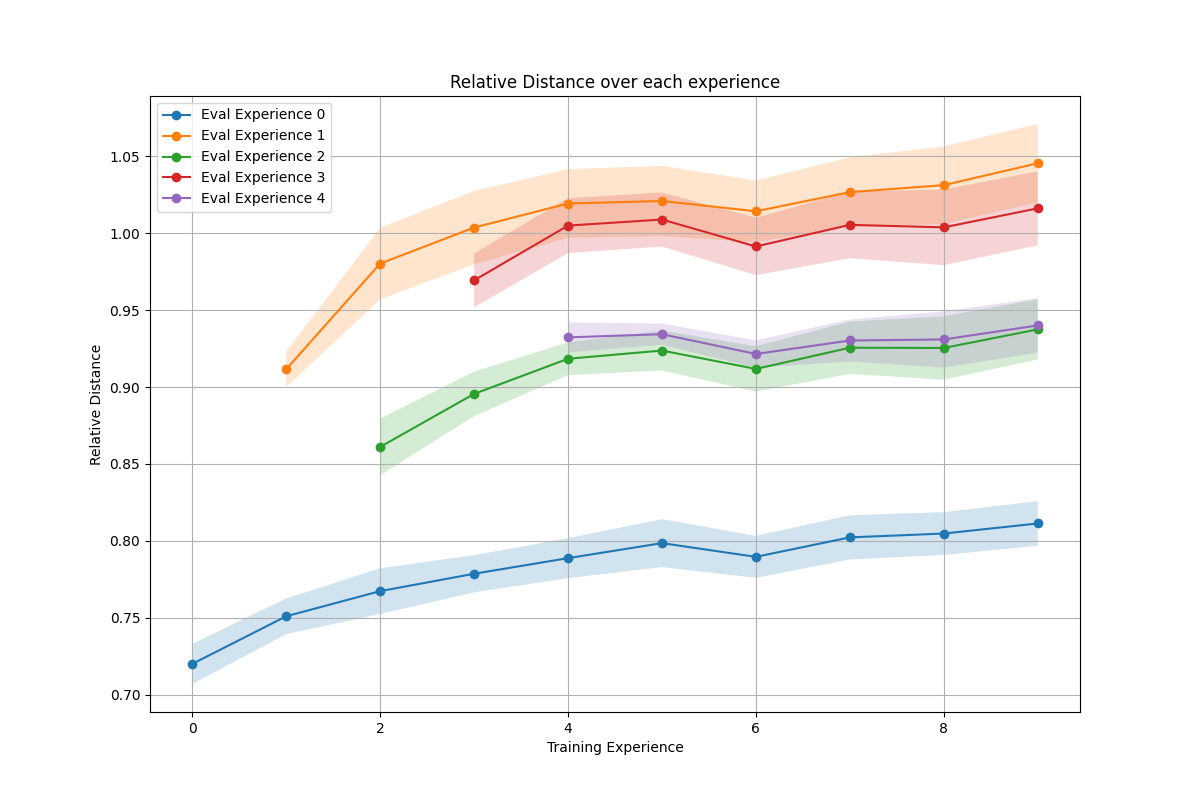 Relative Distance over each experience
Eval Experience 0
Eval Experience 1
Eval Experience 2
Eval Experience 3
Eval Experience 4
Relative Distance
1.05
1.00
0.95
0.90
0.85
0.80
0.75
0.70
0 2 4 6 8
Training Experience